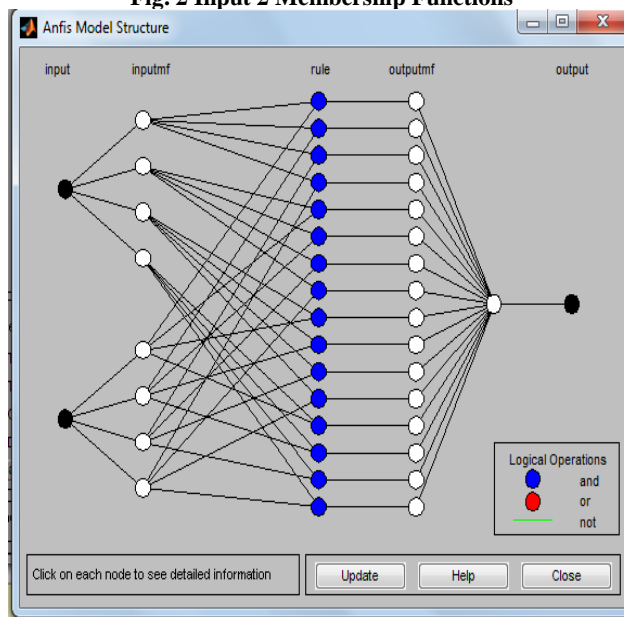 Fig. 2 Input 2 Membership Functions
Anfis Model Structure
input inputmf rule outputmf output
Logical Operations
and
or
not
Click on each node to see detailed information
Update Help Close